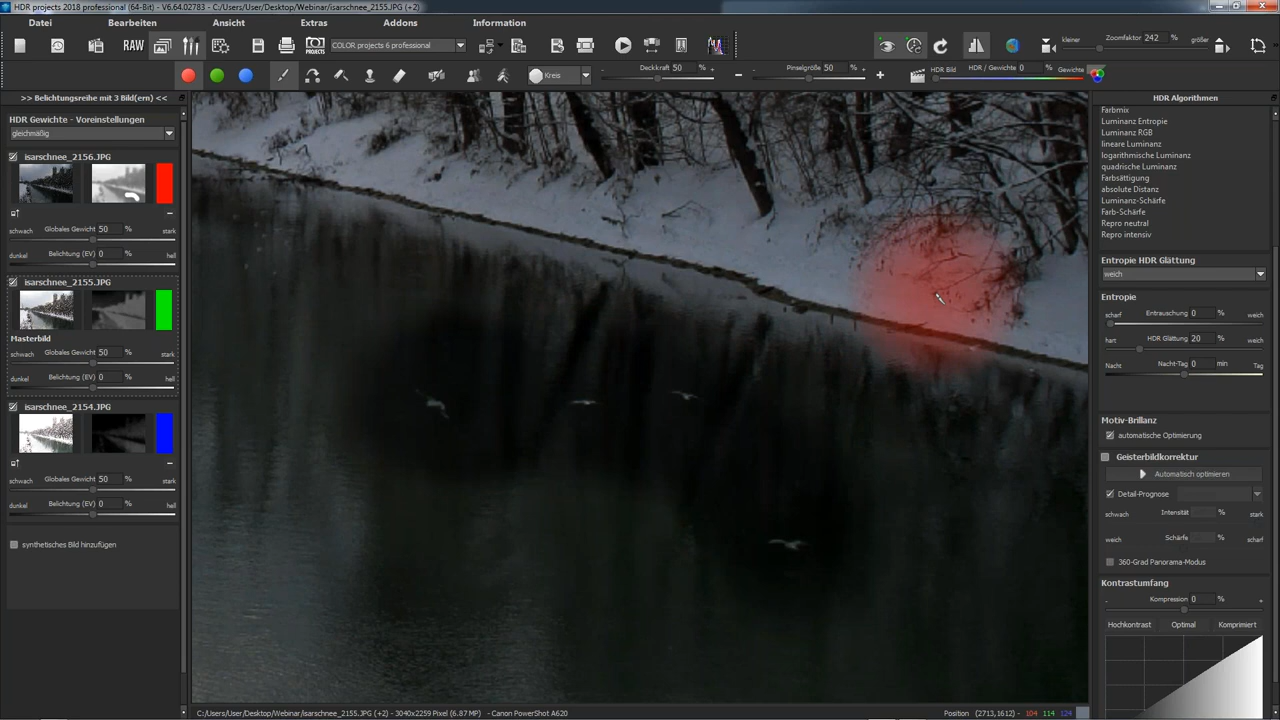 HDR projects 2018 professional (64-Bit) - V6.64.02783 - C:/Users/User/Desktop/Webinar/isarschnee_2155.JPG (+2)
Datei Bearbeiten Ansicht Extras Addons Information
RAW PROJECTS COLOR projects 6 professional kleiner Zoomfaktor 242 % größer
Kreis Deckkraft 50 % Pinselgröße 50 % HDR Bild HDR / Gewichte 0 % Gewichte
>> Belichtungsreihe mit 3 Bild(ern) <<
HDR Gewichte - Voreinstellungen
gleichmäßig
isarschnee_2156.JPG
schwach Globales Gewicht 50 % stark
dunkel Belichtung (EV) 0 % hell
isarschnee_2155.JPG
Masterbild
schwach Globales Gewicht 50 % stark
dunkel Belichtung (EV) 0 % hell
isarschnee_2154.JPG
schwach Globales Gewicht 50 % stark
dunkel Belichtung (EV) 0 % hell
synthetisches Bild hinzufügen
HDR Algorithmen
Farbmix
Luminanz Entropie
Luminanz RGB
lineare Luminanz
logarithmische Luminanz
quadrische Luminanz
Farbsättigung
absolute Distanz
Luminanz-Schärfe
Farb-Schärfe
Repro neutral
Repro intensiv
Entropie HDR Glättung
weich
Entropie
scharf Entrauschung 0 % weich
hart HDR Glättung 20 % weich
Nacht Nacht-Tag 0 min Tag
Motiv-Brillanz
automatische Optimierung
Geisterbildkorrektur
Automatisch optimieren
Detail-Prognose
schwach Intensität % stark
weich Schärfe % scharf
360-Grad Panorama-Modus
Kontrastumfang
- Kompression 0 % +
Hochkontrast Optimal Komprimiert
C:/Users/User/Desktop/Webinar/isarschnee_2155.JPG (+2) - 3040x2259 Pixel (6.87 MP) - Canon PowerShot A620
Position (2713,1612) - 104 114 124